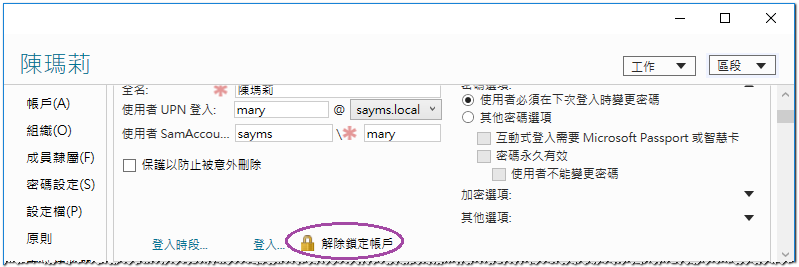 陳瑪莉
工作
區段
帳戶(A)
組織(O)
成員隸屬(F)
密碼設定(S)
設定檔(P)
原則
全名: * 陳瑪莉
使用者 UPN 登入: mary @ sayms.local
使用者 SamAccou... sayms \* mary
保護以防止被意外刪除
登入時段...
登入...
解除鎖定帳戶
密碼選項:
使用者必須在下次登入時變更密碼
其他密碼選項
互動式登入需要 Microsoft Passport 或智慧卡
密碼永久有效
使用者不能變更密碼
加密選項:
其他選項: